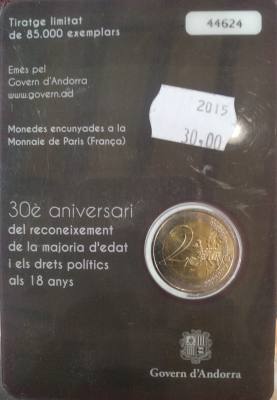 Tiratge limitat
de 85.000 exemplars
44624
Emès pel
Govern d'Andorra
www.govern.ad
2015
30,00
Monedes encunyades a la
Monnaie de Paris (França)
30è aniversari
del reconeixement
de la majoria d'edat
i els drets polítics
als 18 anys
2
Govern d'Andorra